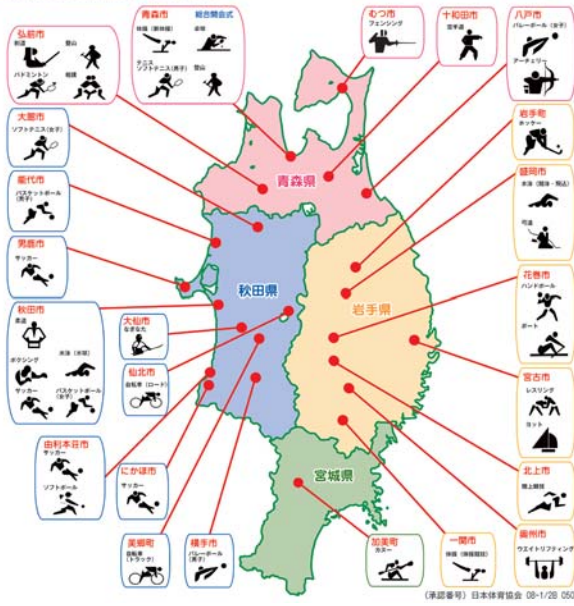 弘前市
剣道
登山
バドミントン
相撲
青森市
総合開会式
体操(新体操)
卓球
テニス
ソフトテニス(男子)
登山
むつ市
フェンシング
十和田市
空手道
八戸市
バレーボール(女子)
アーチェリー
大館市
ソフトテニス(女子)
能代市
バスケットボール
(男子)
男鹿市
サッカー
秋田市
柔道
ボクシング
水泳(水球)
サッカー
バスケットボール
(女子)
大仙市
なぎなた
仙北市
自転車(ロード)
由利本荘市
サッカー
ソフトボール
にかほ市
サッカー
美郷町
自転車
(トラック)
横手市
バレーボール
(男子)
岩手町
ホッケー
盛岡市
水泳(競泳・飛込)
弓道
花巻市
ハンドボール
ボート
宮古市
レスリング
ヨット
北上市
陸上競技
奥州市
ウエイトリフティング
一関市
体操(体操競技)
加美町
カヌー
青森県
秋田県
岩手県
宮城県
(承認番号)日本体育協会 08-1/2B 050